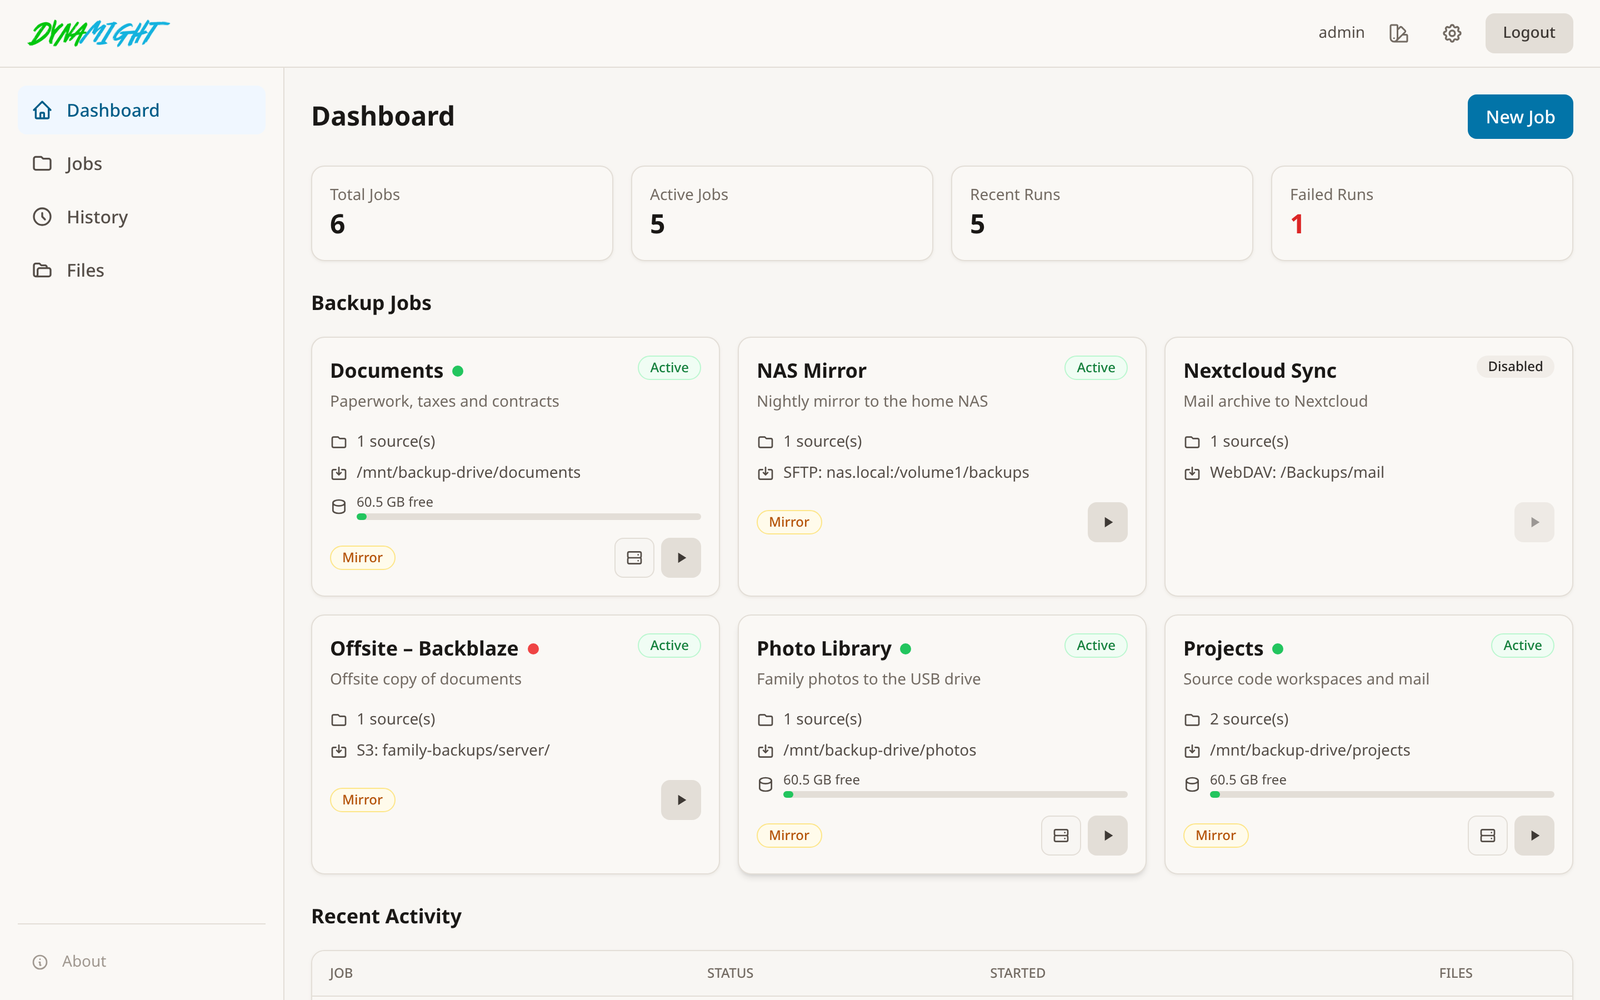 DYNAMIGHT
admin
Logout
Dashboard
Jobs
History
Files
About
Dashboard
New Job
Total Jobs
6
Active Jobs
5
Recent Runs
5
Failed Runs
1
Backup Jobs
Documents
Active
Paperwork, taxes and contracts
1 source(s)
/mnt/backup-drive/documents
60.5 GB free
Mirror
NAS Mirror
Active
Nightly mirror to the home NAS
1 source(s)
SFTP: nas.local:/volume1/backups
Mirror
Nextcloud Sync
Disabled
Mail archive to Nextcloud
1 source(s)
WebDAV: /Backups/mail
Offsite – Backblaze
Active
Offsite copy of documents
1 source(s)
S3: family-backups/server/
Mirror
Photo Library
Active
Family photos to the USB drive
1 source(s)
/mnt/backup-drive/photos
60.5 GB free
Mirror
Projects
Active
Source code workspaces and mail
2 source(s)
/mnt/backup-drive/projects
60.5 GB free
Mirror
Recent Activity
JOB STATUS STARTED FILES